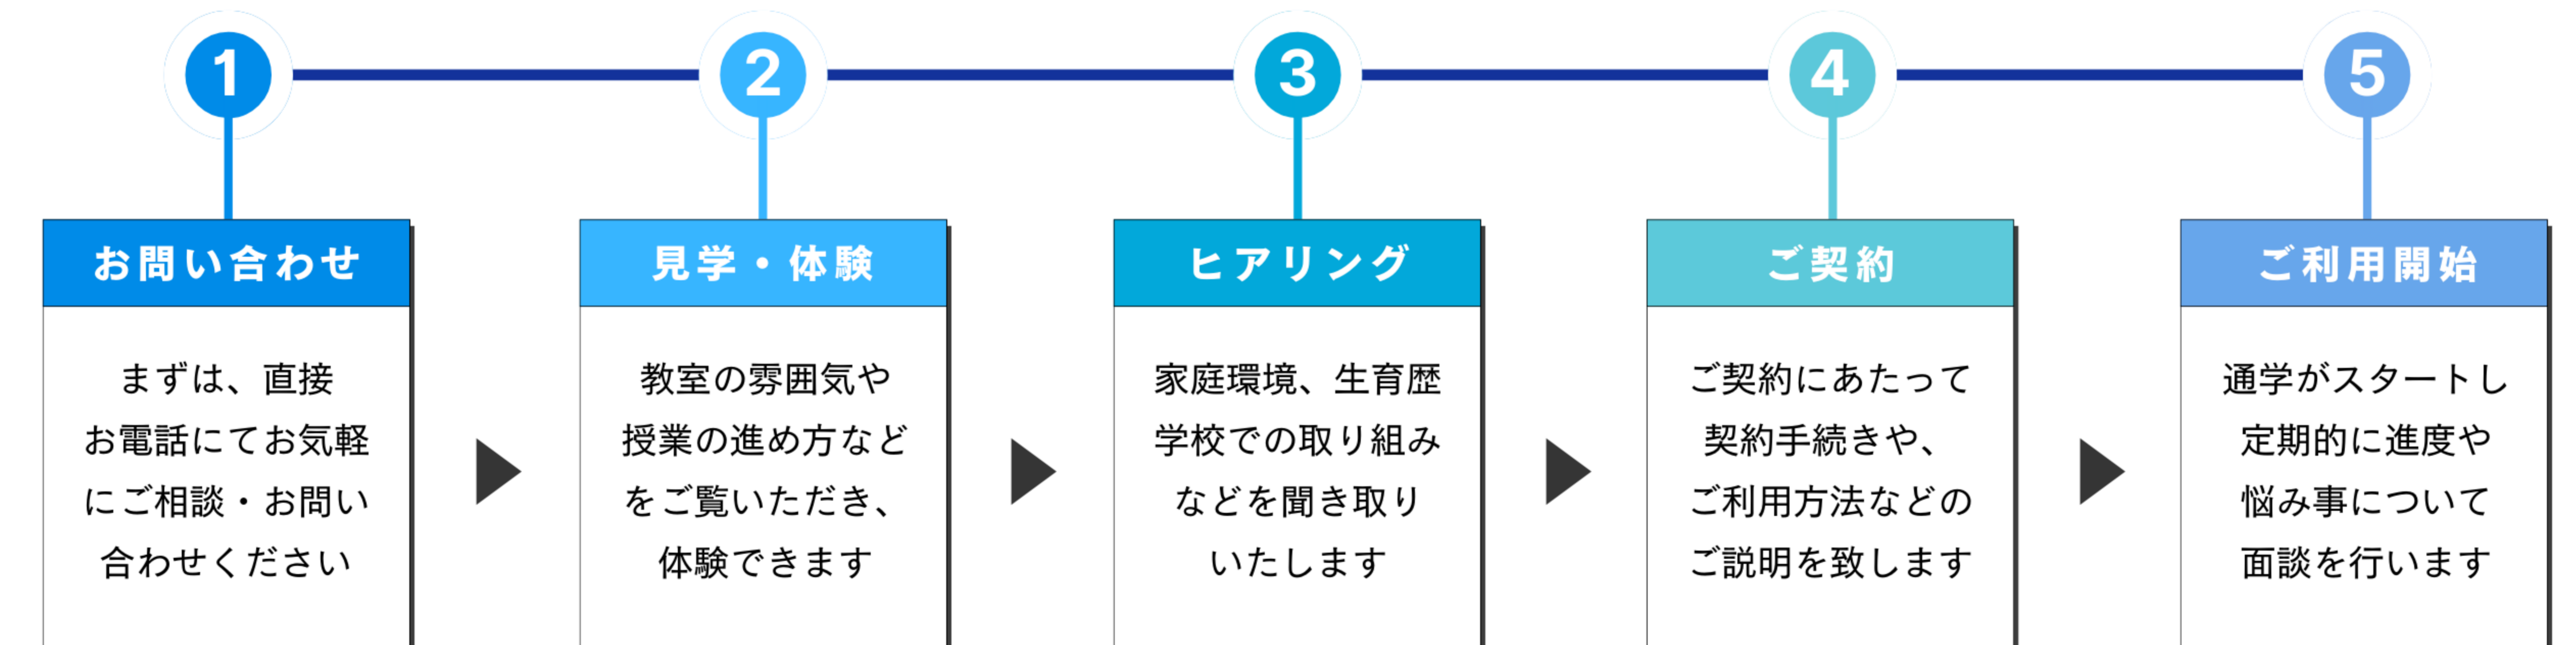 1
お問い合わせ
まずは、直接
お電話にてお気軽
にご相談・お問い
合わせください
2
見学・体験
教室の雰囲気や
授業の進め方など
をご覧いただき、
体験できます
3
ヒアリング
家庭環境、生育歴
学校での取り組み
などを聞き取り
いたします
4
ご契約
ご契約にあたって
契約手続きや、
ご利用方法などの
ご説明を致します
5
ご利用開始
通学がスタートし
定期的に進度や
悩み事について
面談を行います